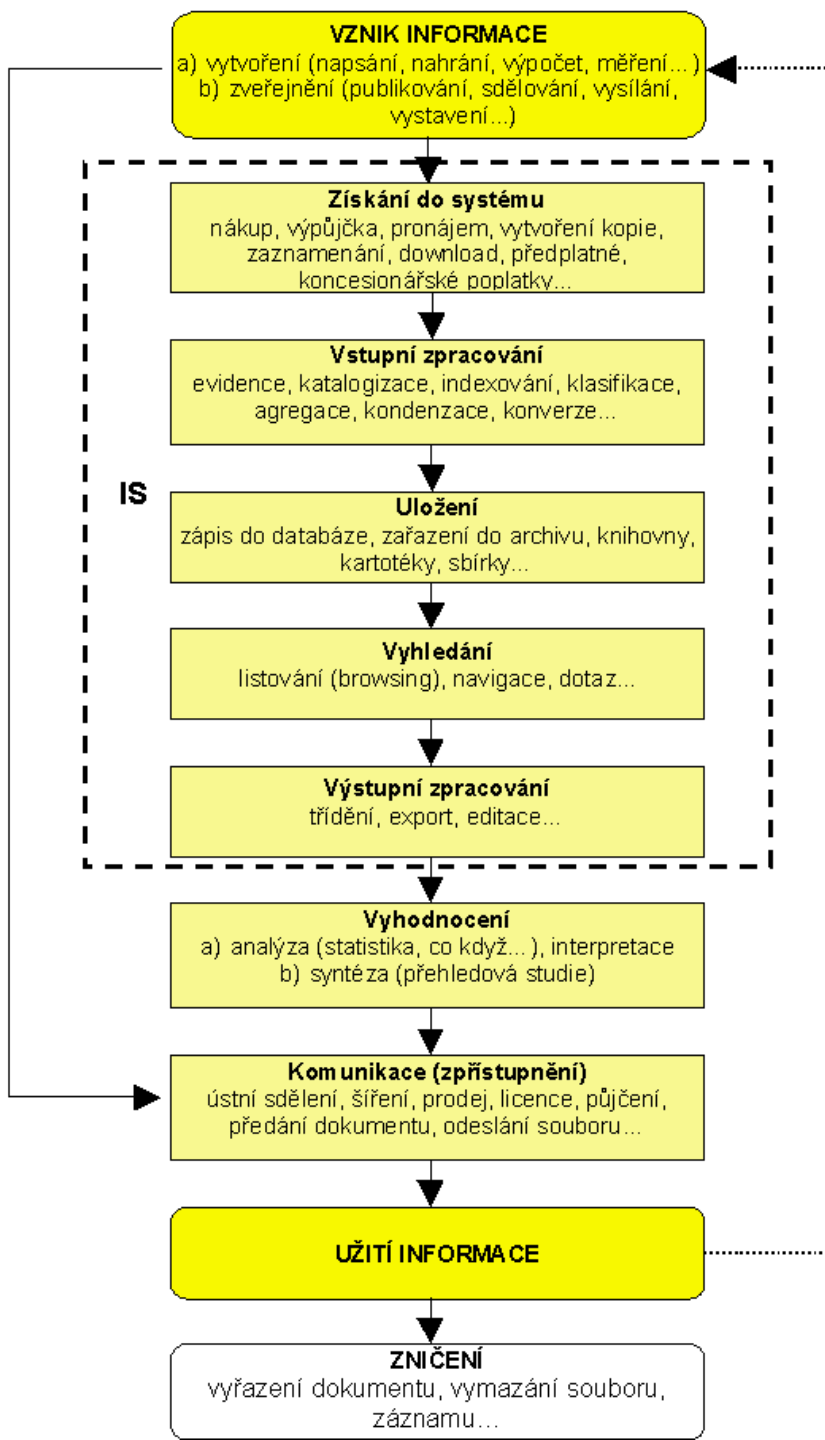 VZNIK INFORMACE
a) vytvoření (napsání, nahrání, výpočet, měření...)
b) zveřejnění (publikování, sdělování, vysílání,
vystavení...)
Získání do systému
nákup, výpůjčka, pronájem, vytvoření kopie,
zaznamenání, download, předplatné,
koncesionářské poplatky...
Vstupní zpracování
evidence, katalogizace, indexování, klasifikace,
agregace, kondenzace, konverze...
IS
Uložení
zápis do databáze, zařazení do archivu, knihovny,
kartotéky, sbírky...
Vyhledání
listování (browsing), navigace, dotaz...
Výstupní zpracování
třídění, export, editace...
Vyhodnocení
a) analýza (statistika, co když...), interpretace
b) syntéza (přehledová studie)
Komunikace (zpřístupnění)
ústní sdělení, šíření, prodej, licence, půjčení,
předání dokumentu, odeslání souboru...
UŽITÍ INFORMACE
ZNIČENÍ
vyřazení dokumentu, vymazání souboru,
záznamu...